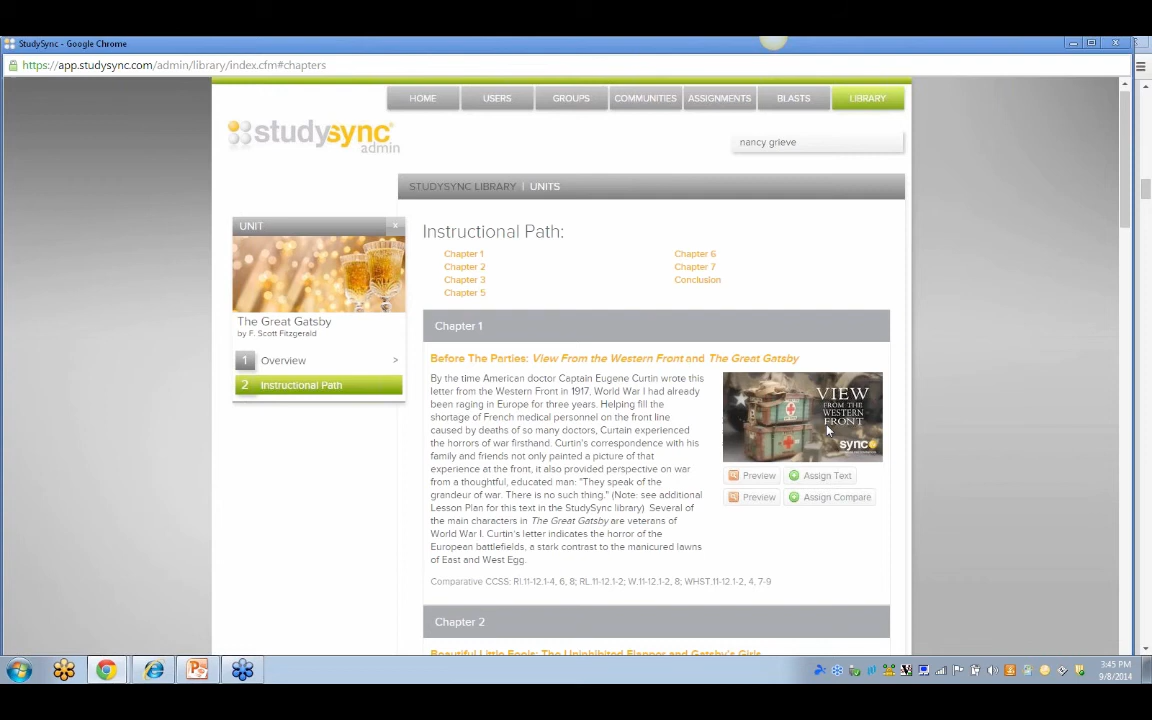 StudySync - Google Chrome
https://app.studysync.com/admin/library/index.cfm#chapters
HOME
USERS
GROUPS
COMMUNITIES
ASSIGNMENTS
BLASTS
LIBRARY
studysync
admin
nancy grieve
STUDYSYNC LIBRARY | UNITS
UNIT
x
The Great Gatsby
by F. Scott Fitzgerald
1 Overview >
2 Instructional Path
Instructional Path:
Chapter 1
Chapter 2
Chapter 3
Chapter 5
Chapter 6
Chapter 7
Conclusion
Chapter 1
Before The Parties: View From the Western Front and The Great Gatsby
By the time American doctor Captain Eugene Curtin wrote this
letter from the Western Front in 1917, World War I had already
been raging in Europe for three years. Helping fill the
shortage of French medical personnel on the front line
caused by deaths of so many doctors, Curtain experienced
the horrors of war firsthand. Curtin's correspondence with his
family and friends not only painted a picture of that
experience at the front, it also provided perspective on war
from a thoughtful, educated man: "They speak of the
grandeur of war. There is no such thing." (Note: see additional
Lesson Plan for this text in the StudySync library) Several of
the main characters in The Great Gatsby are veterans of
World War I. Curtin's letter indicates the horror of the
European battlefields, a stark contrast to the manicured lawns
of East and West Egg.
VIEW
FROM THE
WESTERN
FRONT
sync
Preview
Assign Text
Preview
Assign Compare
Comparative CCSS: RI.11-12.1-4, 6, 8; RL.11-12.1-2; W.11-12.1-2, 8; WHST.11-12.1-2, 4, 7-9
Chapter 2
Beautiful Little Fools: The Uninhibited Flapper and Gatsby's Girls
3:45 PM
9/8/2014